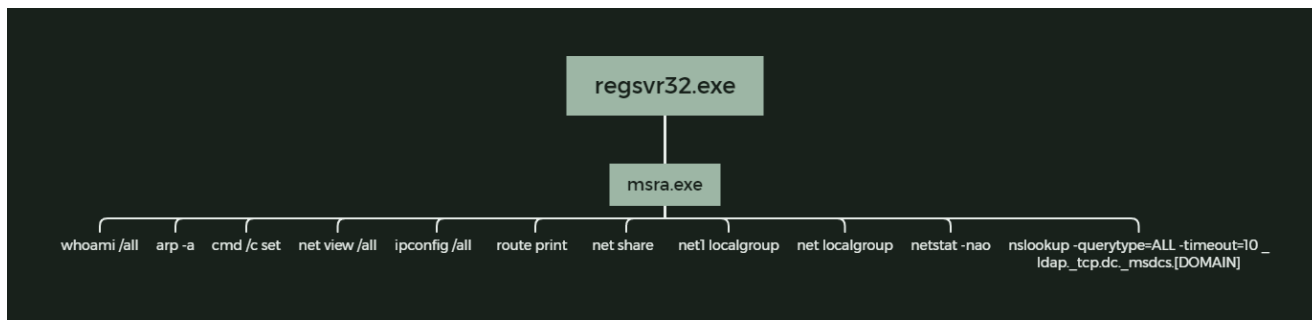 regsvr32.exe
msra.exe
whoami /all
arp -a
cmd /c set
net view /all
ipconfig /all
route print
net share
net1 localgroup
net localgroup
netstat -nao
nslookup -querytype=ALL -timeout=10 _
ldap._tcp.dc._msdcs.[DOMAIN]